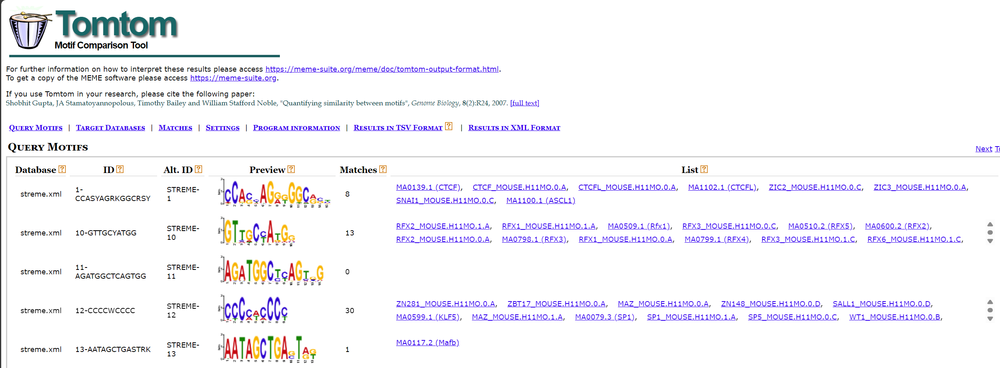 Tomtom
Motif Comparison Tool
For further information on how to interpret these results please access https://meme-suite.org/meme/doc/tomtom-output-format.html.
To get a copy of the MEME software please access https://meme-suite.org.
If you use Tomtom in your research, please cite the following paper:
Shobhit Gupta, JA Stamatoyannopolous, Timothy Bailey and William Stafford Noble, "Quantifying similarity between motifs", Genome Biology, 8(2):R24, 2007. [full text]
Query Motifs | Target Databases | Matches | Settings | Program information | Results in TSV Format ? | Results in XML Format
Query Motifs
Next
Database ? ID ? Alt. ID ? Preview ? Matches ? List ?
streme.xml
1-
CCASYAGRKGGCRSY
STREME-
1
8
MA0139.1 (CTCF), CTCF_MOUSE.H11MO.0.A, CTCFL_MOUSE.H11MO.0.A, MA1102.1 (CTCFL), ZIC2_MOUSE.H11MO.0.C, ZIC3_MOUSE.H11MO.0.A,
SNAI1_MOUSE.H11MO.0.C, MA1100.1 (ASCL1)
streme.xml
10-GTTGCYATGG
STREME-
10
13
RFX2_MOUSE.H11MO.1.A, RFX1_MOUSE.H11MO.1.A, MA0509.1 (Rfx1), RFX3_MOUSE.H11MO.0.C, MA0510.2 (RFX5), MA0600.2 (RFX2),
RFX2_MOUSE.H11MO.0.A, MA0798.1 (RFX3), RFX1_MOUSE.H11MO.0.A, MA0799.1 (RFX4), RFX3_MOUSE.H11MO.1.C, RFX6_MOUSE.H11MO.1.C,
streme.xml
11-
AGATGGCTCAGTGG
STREME-
11
0
streme.xml
12-CCCCWCCCC
STREME-
12
30
ZN281_MOUSE.H11MO.0.A, ZBT17_MOUSE.H11MO.0.A, MAZ_MOUSE.H11MO.0.A, ZN148_MOUSE.H11MO.0.D, SALL1_MOUSE.H11MO.0.D,
MA0599.1 (KLF5), MAZ_MOUSE.H11MO.1.A, MA0079.3 (SP1), SP1_MOUSE.H11MO.1.A, SP5_MOUSE.H11MO.0.C, WT1_MOUSE.H11MO.0.B,
streme.xml
13-AATAGCTGASTRK
STREME-
13
1
MA0117.2 (Mafb)